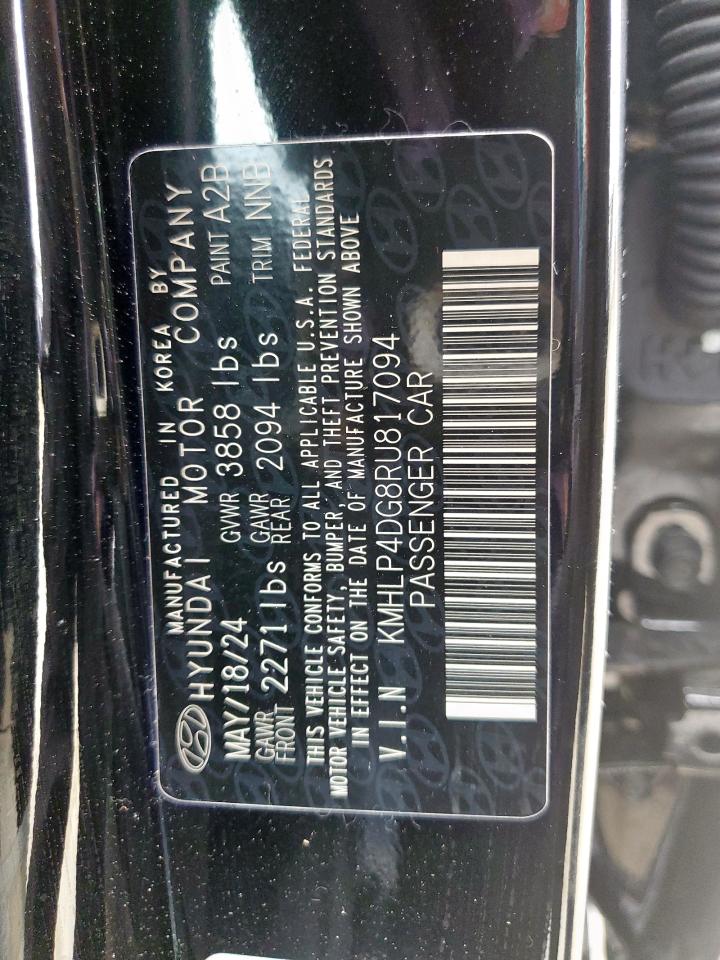 MANUFACTURED IN KOREA BY
HYUNDAI MOTOR COMPANY
MAY/18/24 GVWR 3858 lbs PAINT A2B
GAWR FRONT 2271 lbs GAWR REAR 2094 lbs TRIM NNB
THIS VEHICLE CONFORMS TO ALL APPLICABLE U.S.A. FEDERAL
MOTOR VEHICLE SAFETY, BUMPER, AND THEFT PREVENTION STANDARDS
IN EFFECT ON THE DATE OF MANUFACTURE SHOWN ABOVE
V.I.N KMHLP4DG8RU817094
PASSENGER CAR